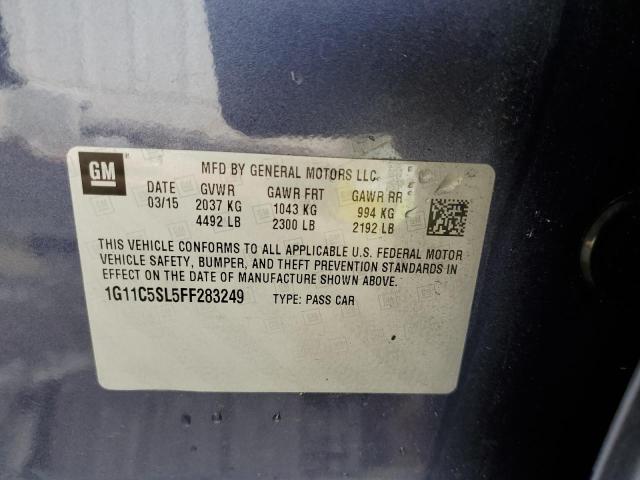 GM
MFD BY GENERAL MOTORS LLC
DATE GVWR GAWR FRT GAWR RR
03/15 2037 KG 1043 KG 994 KG
4492 LB 2300 LB 2192 LB
THIS VEHICLE CONFORMS TO ALL APPLICABLE U.S. FEDERAL MOTOR
VEHICLE SAFETY, BUMPER, AND THEFT PREVENTION STANDARDS IN
EFFECT ON THE DATE OF MANUFACTURE SHOWN ABOVE.
1G11C5SL5FF283249 TYPE: PASS CAR